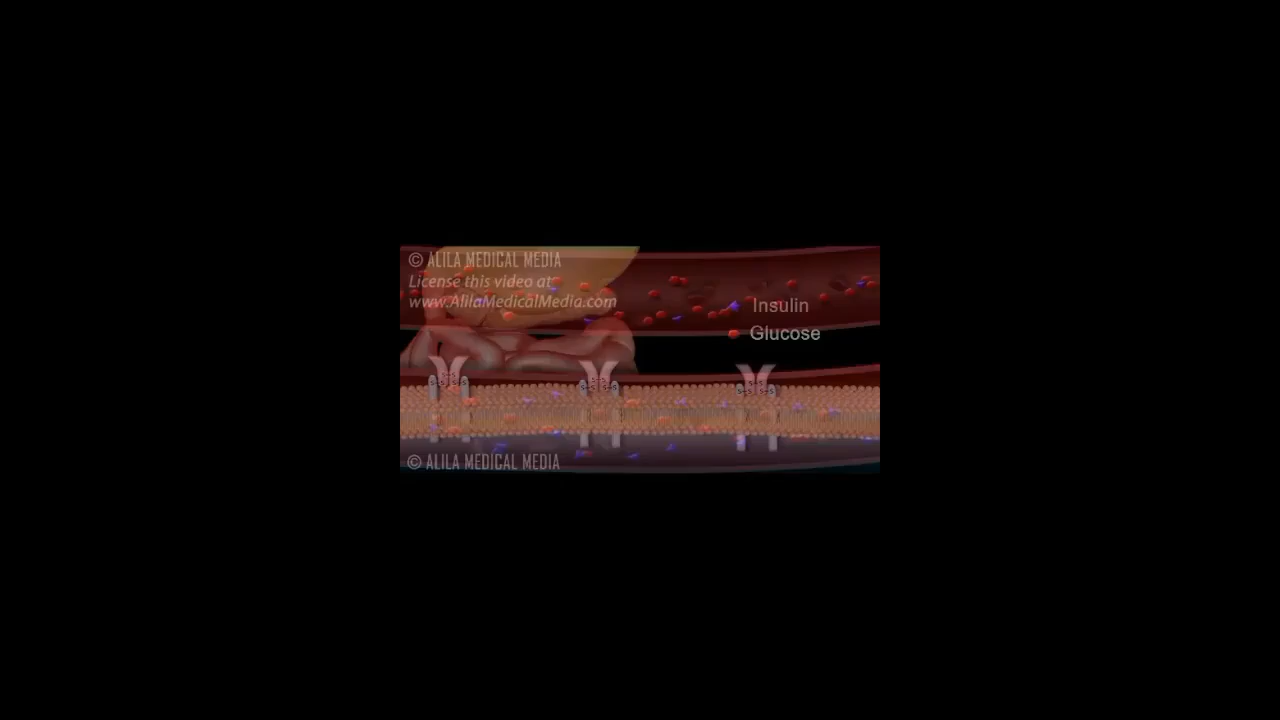 © ALILA MEDICAL MEDIA
License this video at
www.AlilaMedicalMedia.com
Insulin
Glucose
© ALILA MEDICAL MEDIA